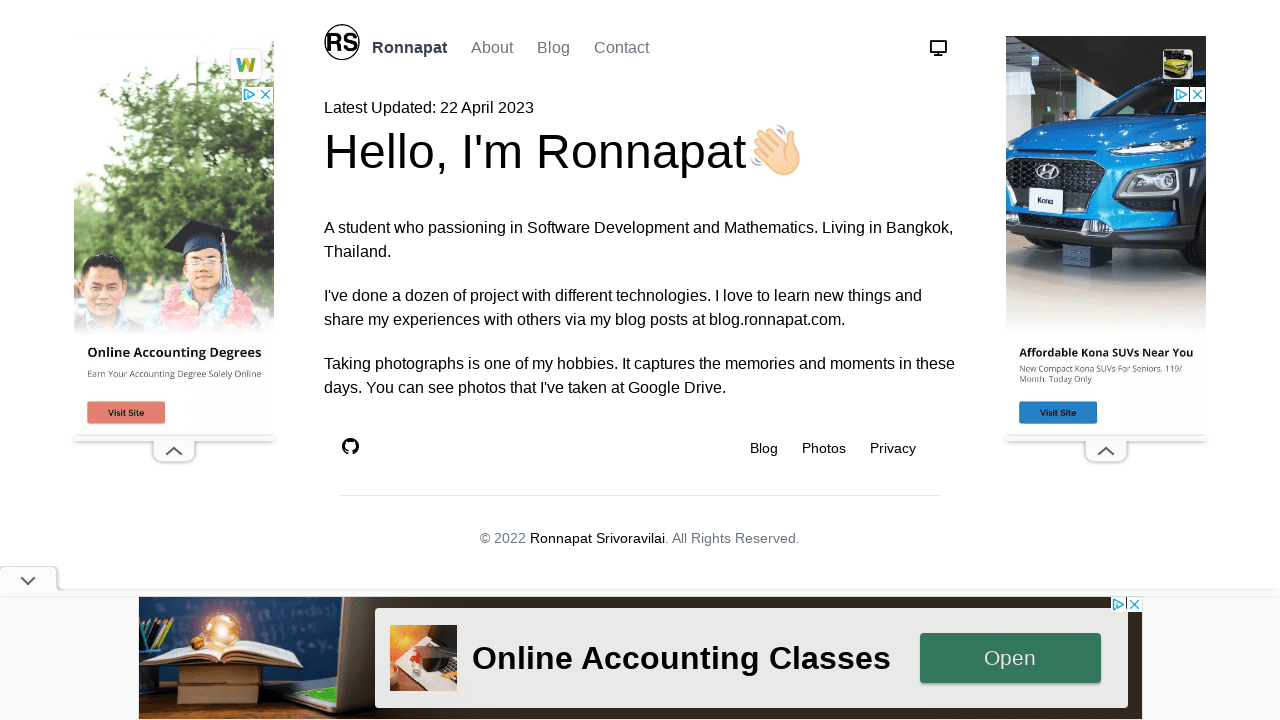 RS
Ronnapat
About
Blog
Contact
Latest Updated: 22 April 2023
Hello, I'm Ronnapat
A student who passioning in Software Development and Mathematics. Living in Bangkok,
Thailand.
I've done a dozen of project with different technologies. I love to learn new things and
share my experiences with others via my blog posts at blog.ronnapat.com.
Taking photographs is one of my hobbies. It captures the memories and moments in these
days. You can see photos that I've taken at Google Drive.
Blog
Photos
Privacy
© 2022 Ronnapat Srivoravilai. All Rights Reserved.
W
Online Accounting Degrees
Earn Your Accounting Degree Solely Online
Visit Site
Kona
Affordable Kona SUVs Near You
New Compact Kona SUVs For Seniors. 119/
Month. Today Only
Visit Site
Online Accounting Classes
Open